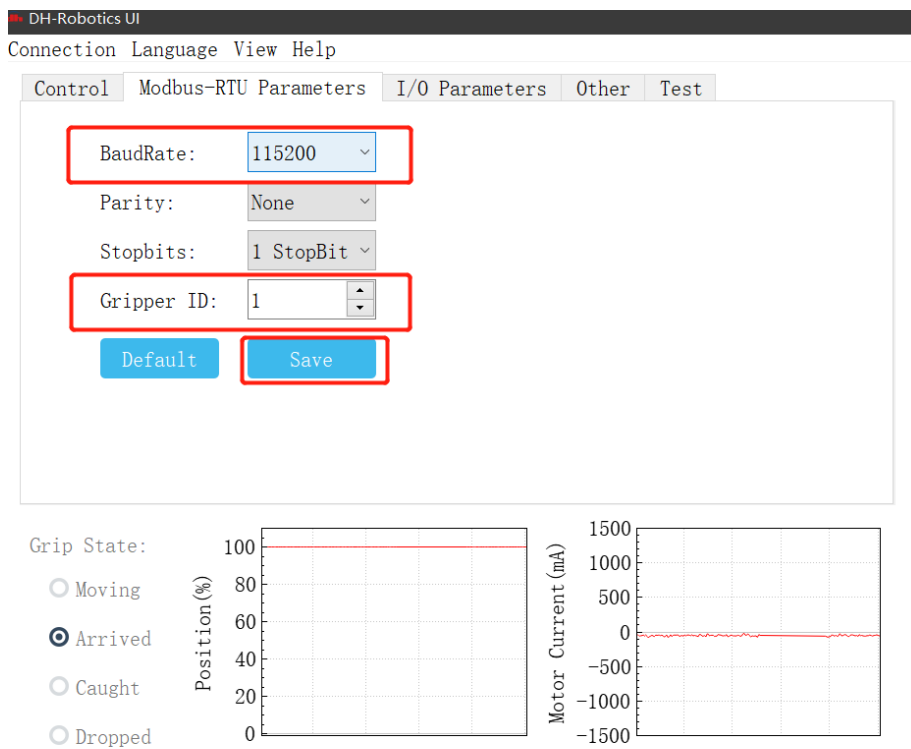 DH-Robotics UI
Connection Language View Help
Control Modbus-RTU Parameters I/O Parameters Other Test
BaudRate: 115200
Parity: None
Stopbits: 1 StopBit
Gripper ID: 1
Default Save
Grip State:
Moving
Arrived
Caught
Dropped
Position(%)
100
80
60
40
20
0
Motor Current(mA)
1500
1000
500
0
-500
-1000
-1500